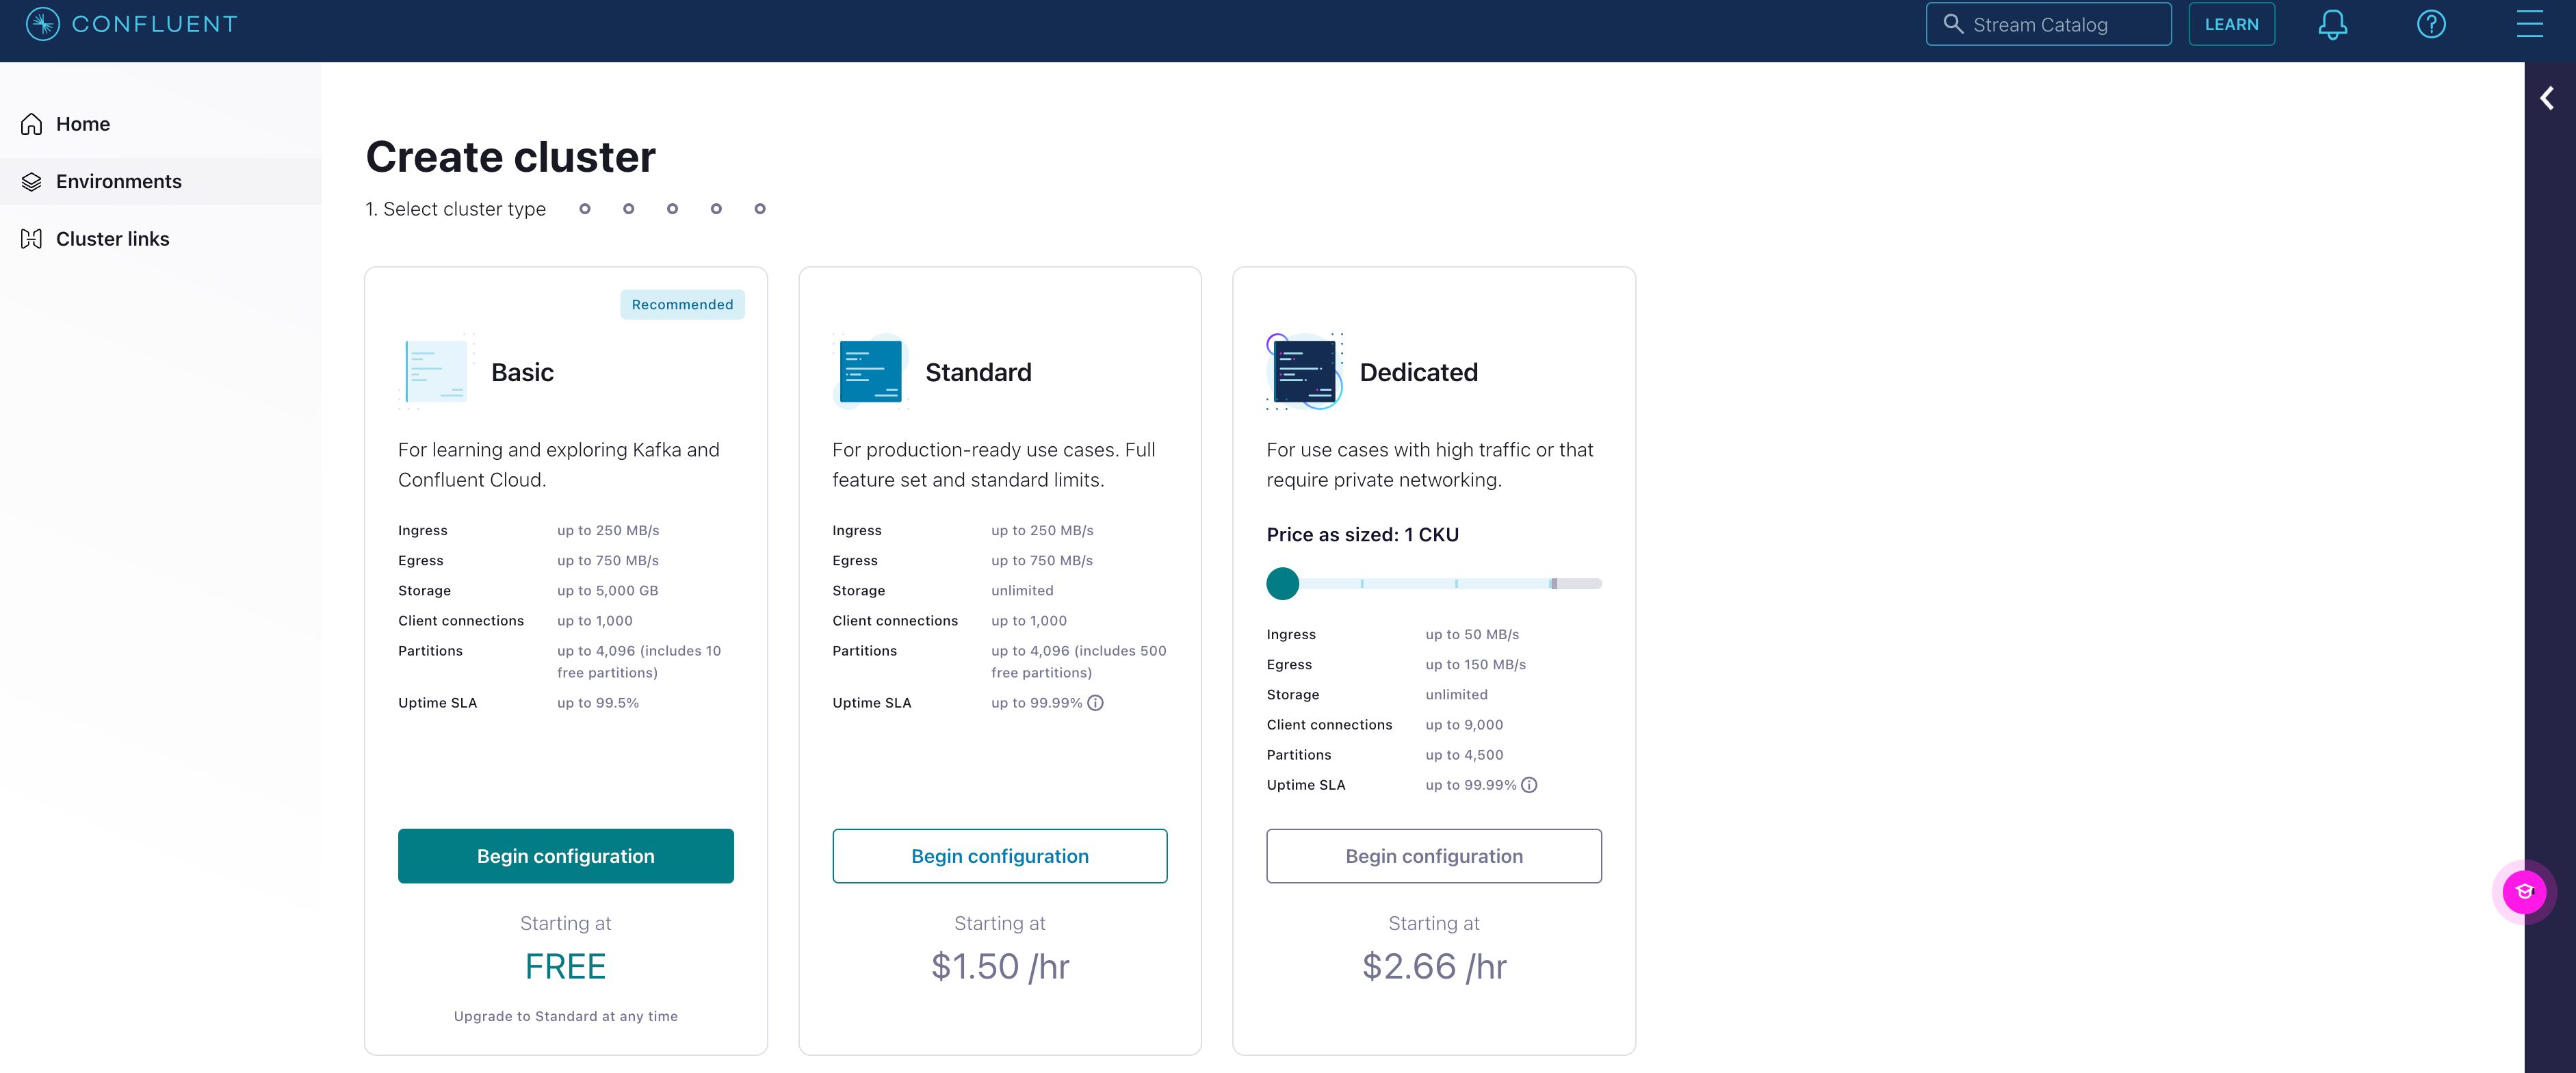 CONFLUENT
Stream Catalog
LEARN
Home
Environments
Cluster links
Create cluster
1. Select cluster type
Recommended
Basic
For learning and exploring Kafka and
Confluent Cloud.
Ingress up to 250 MB/s
Egress up to 750 MB/s
Storage up to 5,000 GB
Client connections up to 1,000
Partitions up to 4,096 (includes 10
free partitions)
Uptime SLA up to 99.5%
Begin configuration
Starting at
FREE
Upgrade to Standard at any time
Standard
For production-ready use cases. Full
feature set and standard limits.
Ingress up to 250 MB/s
Egress up to 750 MB/s
Storage unlimited
Client connections up to 1,000
Partitions up to 4,096 (includes 500
free partitions)
Uptime SLA up to 99.99%
Begin configuration
Starting at
$1.50 /hr
Dedicated
For use cases with high traffic or that
require private networking.
Price as sized: 1 CKU
Ingress up to 50 MB/s
Egress up to 150 MB/s
Storage unlimited
Client connections up to 9,000
Partitions up to 4,500
Uptime SLA up to 99.99%
Begin configuration
Starting at
$2.66 /hr